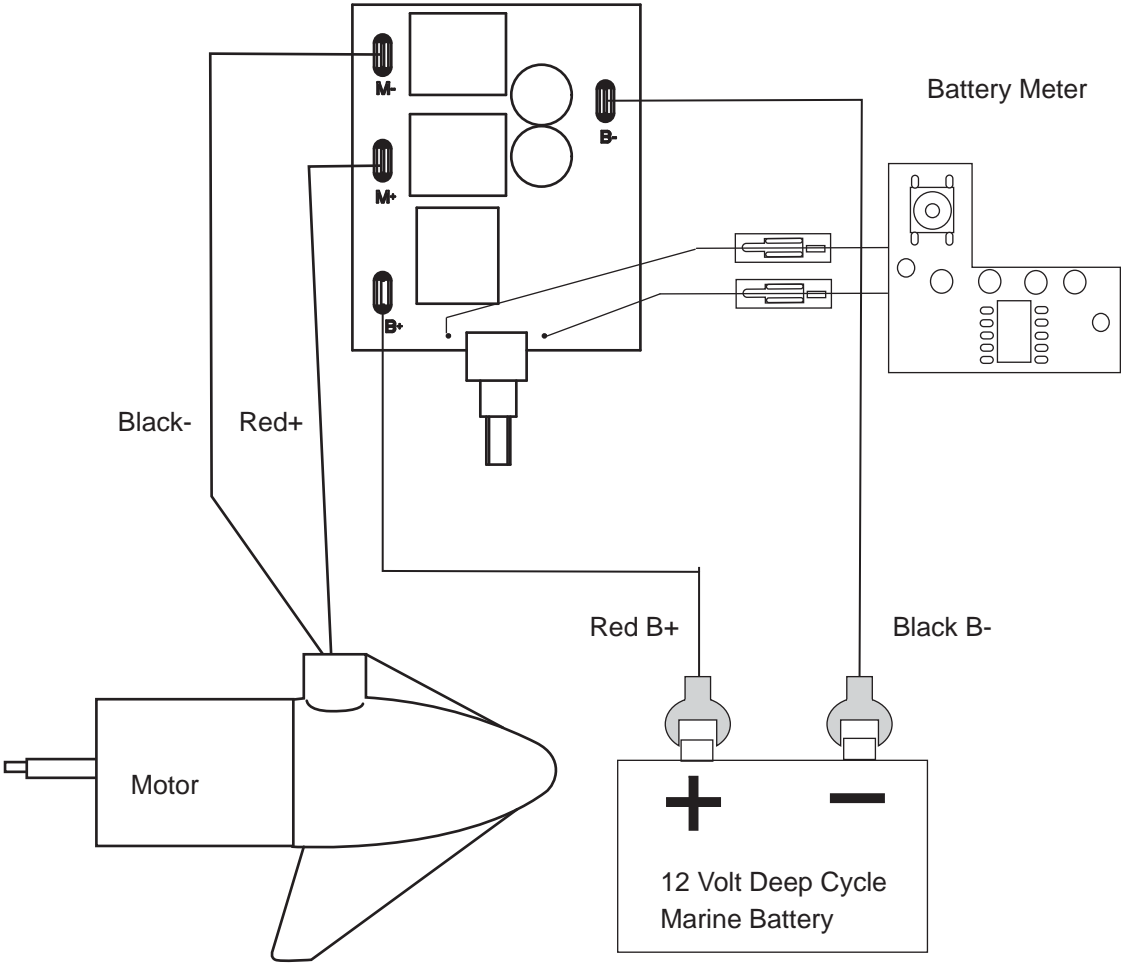 M-
B-
Battery Meter
M+
B+
Black-
Red+
Red B+
Black B-
Motor
+
−
12 Volt Deep Cycle
Marine Battery